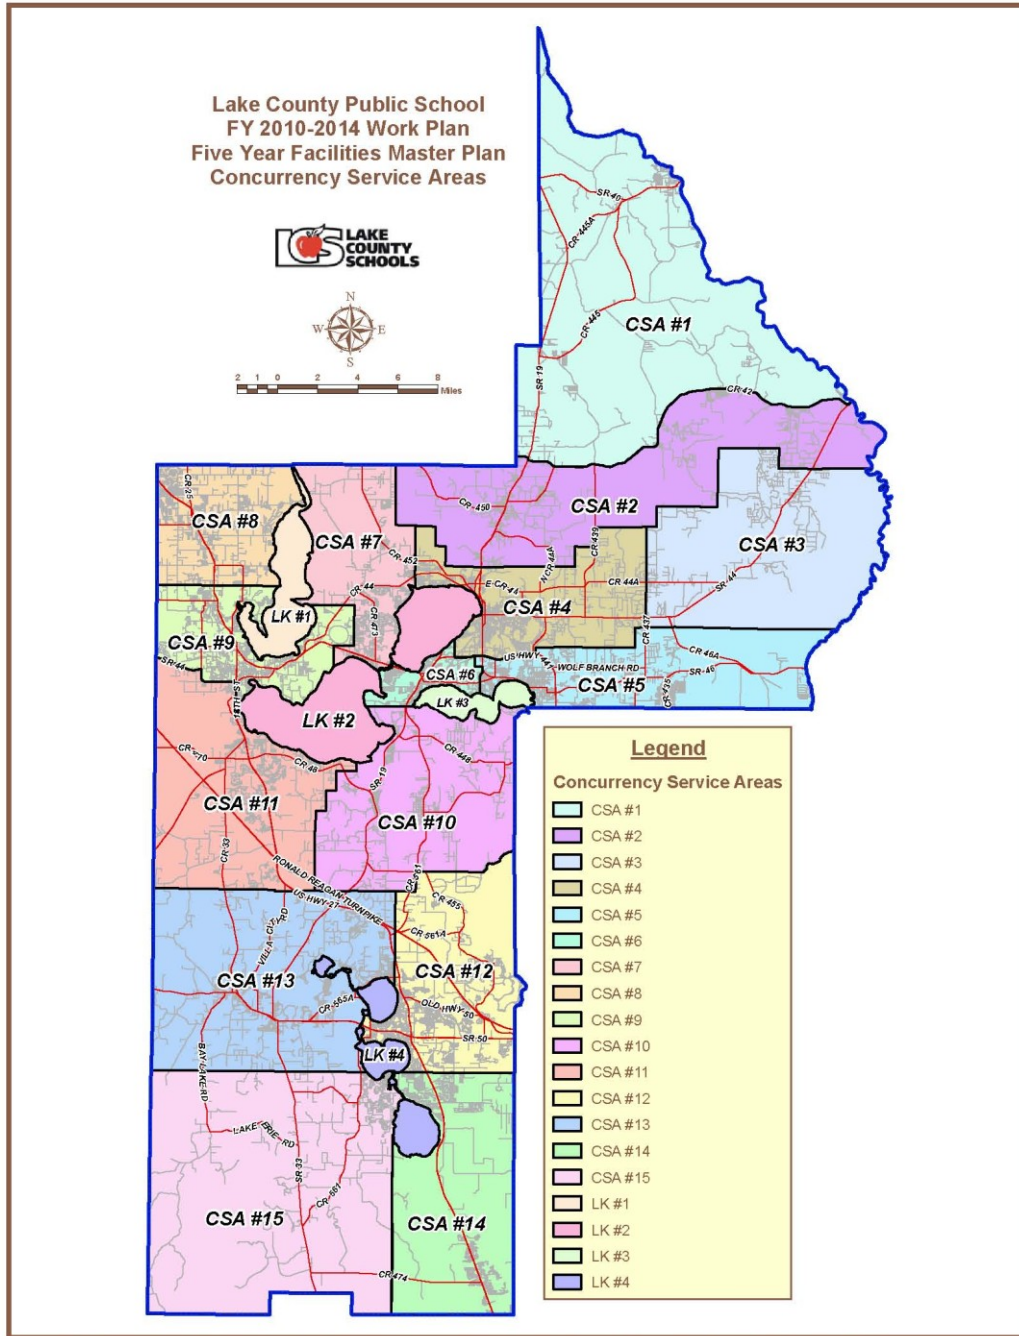 Lake County Public School
FY 2010-2014 Work Plan
Five Year Facilities Master Plan
Concurrency Service Areas
LCS LAKE
COUNTY
SCHOOLS
N
W E
S
2 1 0 2 4 6 8
Miles
SR 40
CR-445A
CSA #1
CR-445
SR 19
CR-42
CR-25
CSA #8
CSA #7
CR-452
CR-450
CSA #2
N CR 44A
CR-439
CSA #3
SR-44
CR-44
E CR 44
CR 44A
CSA #4
LK #1
CR-473
CSA #9
SR-44
CR 437
US HWY-441
WOLF BRANCH RD
CR 46A
SR-46
CSA #6
CSA #5
CR-435
LK #3
LK #2
CR-448
CR-48
SR-19
CSA #11
CSA #10
CR-33
RONALD REAGAN TURNPIKE
US HWY-27
CR-561
CR 455
CR 561A
CSA #13
CSA #12
CR-565A
OLD HWY 50
SR 50
LK #4
BAY LAKE RD
LAKE ERIE RD
SR-33
CR-561
CSA #15
CSA #14
CR-474
Legend
Concurrency Service Areas
CSA #1
CSA #2
CSA #3
CSA #4
CSA #5
CSA #6
CSA #7
CSA #8
CSA #9
CSA #10
CSA #11
CSA #12
CSA #13
CSA #14
CSA #15
LK #1
LK #2
LK #3
LK #4